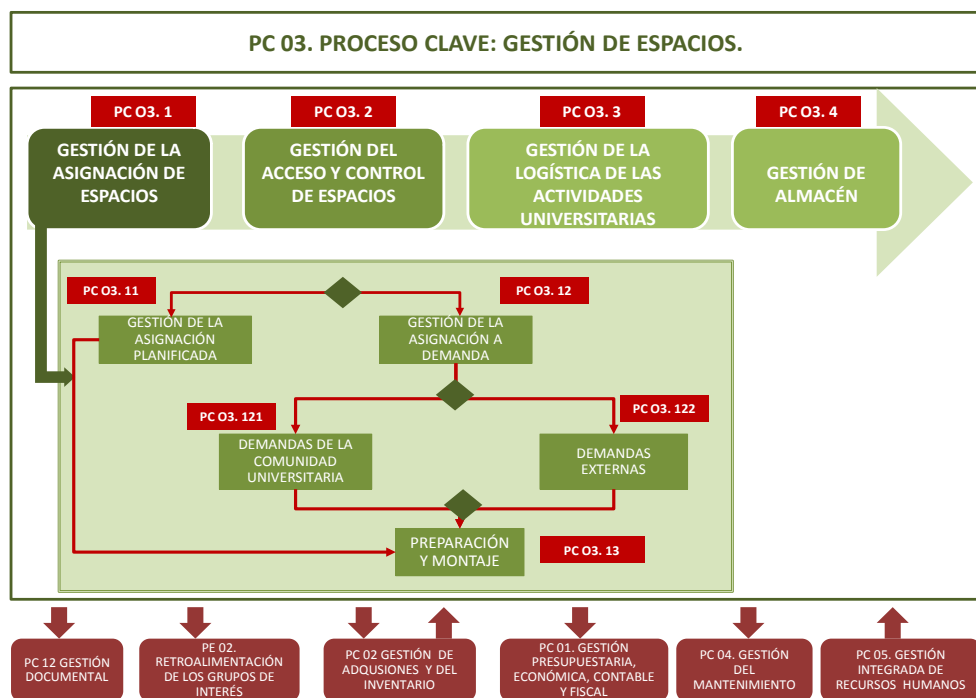 PC 03. PROCESO CLAVE: GESTIÓN DE ESPACIOS.
PC O3. 1
PC O3. 2
PC O3. 3
PC O3. 4
GESTIÓN DE LA
ASIGNACIÓN DE
ESPACIOS
GESTIÓN DEL
ACCESO Y CONTROL
DE ESPACIOS
GESTIÓN DE LA
LOGÍSTICA DE LAS
ACTIVIDADES
UNIVERSITARIAS
GESTIÓN DE
ALMACÉN
PC O3. 11
PC O3. 12
GESTIÓN DE LA
ASIGNACIÓN
PLANIFICADA
GESTIÓN DE LA
ASIGNACIÓN A
DEMANDA
PC O3. 121
PC O3. 122
DEMANDAS DE LA
COMUNIDAD
UNIVERSITARIA
DEMANDAS
EXTERNAS
PREPARACIÓN
Y MONTAJE
PC O3. 13
PC 12 GESTIÓN
DOCUMENTAL
PE 02.
RETROALIMENTACIÓN
DE LOS GRUPOS DE
INTERÉS
PC 02 GESTIÓN DE
ADQUSIONES Y DEL
INVENTARIO
PC 01. GESTIÓN
PRESUPUESTARIA,
ECONÓMICA, CONTABLE
Y FISCAL
PC 04. GESTIÓN
DEL
MANTENIMIENTO
PC 05. GESTIÓN
INTEGRADA DE
RECURSOS HUMANOS